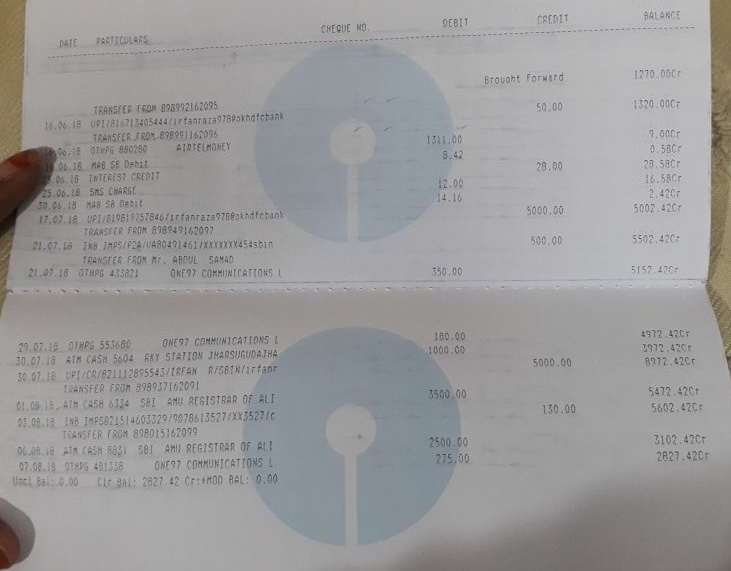 DATE PARTICULARS CHEQUE NO. DEBIT CREDIT BALANCE
Brought Forward 1270.00Cr
TRANSFER FROM 898992162095
16.06.18 UPI/816713405444/irfanraza978@okhdfcbank 50.00 1320.00Cr
TRANSFER FROM 898991162096
.06.18 OTHPG 880280 AIRTELMONEY 1311.00 9.00Cr
.06.18 MAB SB Debit 8.42 0.58Cr
25.06.18 INTEREST CREDIT 28.00 28.58Cr
25.06.18 SMS CHARGE 12.00 16.58Cr
30.06.18 MAB SB Debit 14.16 2.42Cr
17.07.18 UPI/819819757846/irfanraza978@okhdfcbank 5000.00 5002.42Cr
TRANSFER FROM 898949162097
21.07.18 INB IMPS/P2A/UA80491461/XXXXXXX454sbin 500.00 5502.42Cr
TRANSFER FROM Mr. ABDUL SAMAD
21.07.18 OTHPG 433821 ONE97 COMMUNICATIONS L 350.00 5152.42Cr
29.07.18 OTHPG 553680 ONE97 COMMUNICATIONS L 180.00 4972.42Cr
30.07.18 ATM CASH 5604 RKY STATION JHARSUGUDAJHA 1000.00 3972.42Cr
30.07.18 UPI/CR/821112895543/IRFAN R/SBIN/irfanr 5000.00 8972.42Cr
TRANSFER FROM 898937162091
01.08.18 ATM CASH 6334 SBI AMU REGISTRAR OF ALI 3500.00 5472.42Cr
03.08.18 INB IMPS821514603329/9078613527/XX3527/c 130.00 5602.42Cr
TRANSFER FROM 898015162099
06.08.18 ATM CASH 8831 SBI AMU REGISTRAR OF ALI 2500.00 3102.42Cr
07.08.18 OTHPG 481338 ONE97 COMMUNICATIONS L 275.00 2827.42Cr
Uncl Bal: 0.00 Clr Bal: 2827.42 Cr:+MOD BAL: 0.00